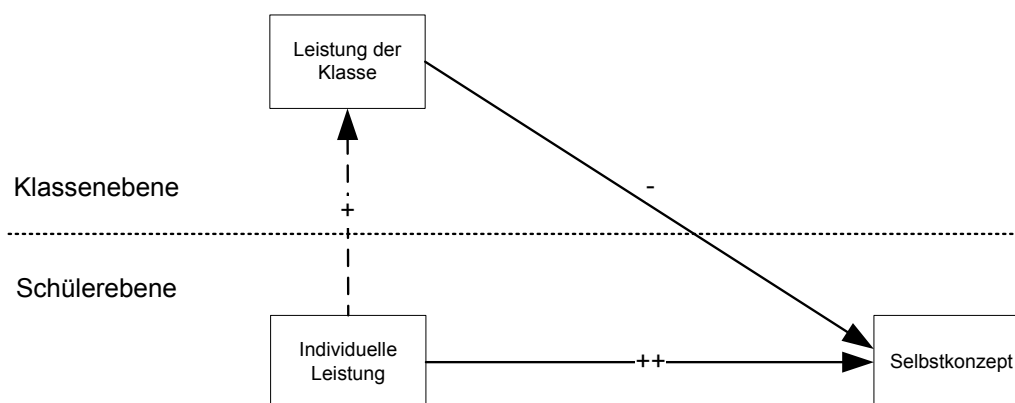 Leistung der
Klasse
Klassenebene
-
+
Schülerebene
Individuelle
Leistung
++
Selbstkonzept